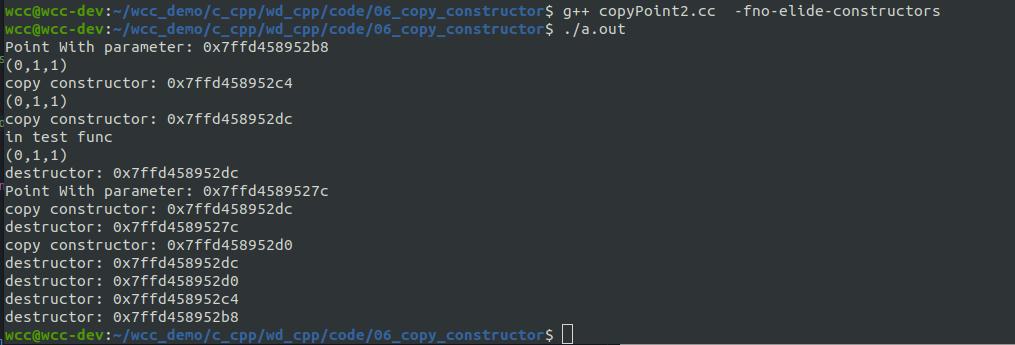 wcc@wcc-dev:~/wcc_demo/c_cpp/wd_cpp/code/06_copy_constructor$ g++ copyPoint2.cc  -fno-elide-constructors
wcc@wcc-dev:~/wcc_demo/c_cpp/wd_cpp/code/06_copy_constructor$ ./a.out
Point With parameter: 0x7ffd458952b8
(0,1,1)
copy constructor: 0x7ffd458952c4
(0,1,1)
copy constructor: 0x7ffd458952dc
in test func
(0,1,1)
destructor: 0x7ffd458952dc
Point With parameter: 0x7ffd4589527c
copy constructor: 0x7ffd458952dc
destructor: 0x7ffd4589527c
copy constructor: 0x7ffd458952d0
destructor: 0x7ffd458952dc
destructor: 0x7ffd458952d0
destructor: 0x7ffd458952c4
destructor: 0x7ffd458952b8
wcc@wcc-dev:~/wcc_demo/c_cpp/wd_cpp/code/06_copy_constructor$